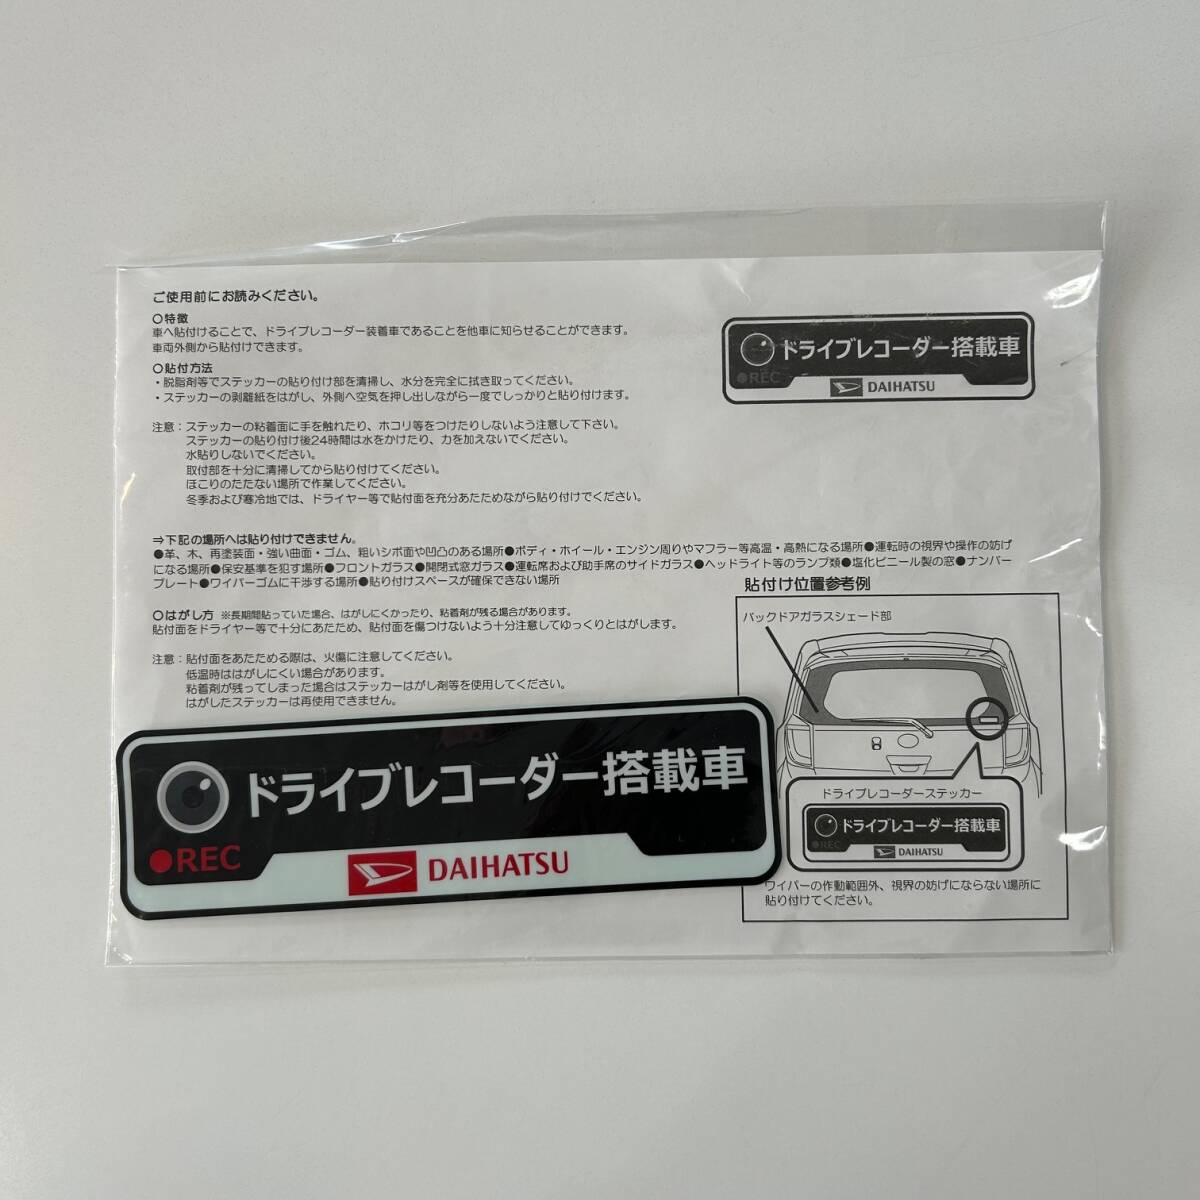 ご使用前にお読みください。
○特徴
車へ貼付けることで、ドライブレコーダー装着車であることを他車に知らせることができます。
車両外側から貼付けできます。
○貼付方法
・脱脂剤等でステッカーの貼り付け部を清掃し、水分を完全に拭き取ってください。
・ステッカーの剥離紙をはがし、外側へ空気を押し出しながら一度でしっかりと貼り付けます。
注意：ステッカーの粘着面に手を触れたり、ホコリ等をつけたりしないよう注意して下さい。
ステッカーの貼り付け後24時間は水をかけたり、力を加えないでください。
水貼りしないでください。
取付部を十分に清掃してから貼り付けてください。
ほこりのたたない場所で作業してください。
冬季および寒冷地では、ドライヤー等で貼付面を充分あたためながら貼り付けてください。
⇒下記の場所へは貼り付けできません。
●革、木、再塗装面・強い曲面・ゴム、粗いシボ面や凹凸のある場所●ボディ・ホイール・エンジン周りやマフラー等高温・高熱になる場所●運転時の視界や操作の妨げ
になる場所●保安基準を犯す場所●フロントガラス●開閉式窓ガラス●運転席および助手席のサイドガラス●ヘッドライト等のランプ類●塩化ビニール製の窓●ナンバー
プレート●ワイパーゴムに干渉する場所●貼り付けスペースが確保できない場所
○はがし方 ※長期間貼っていた場合、はがしにくかったり、粘着剤が残る場合があります。
貼付面をドライヤー等で十分にあたため、貼付面を傷つけないよう十分注意してゆっくりとはがします。
注意：貼付面をあたためる際は、火傷に注意してください。
低温時ははがしにくい場合があります。
粘着剤が残ってしまった場合はステッカーはがし剤等を使用してください。
はがしたステッカーは再使用できません。
ドライブレコーダー搭載車
●REC
DAIHATSU
貼付け位置参考例
バックドアガラスシェード部
ドライブレコーダーステッカー
ドライブレコーダー搭載車
●REC
DAIHATSU
ワイパーの作動範囲外、視界の妨げにならない場所に
貼付けてください。
ドライブレコーダー搭載車
●REC
DAIHATSU